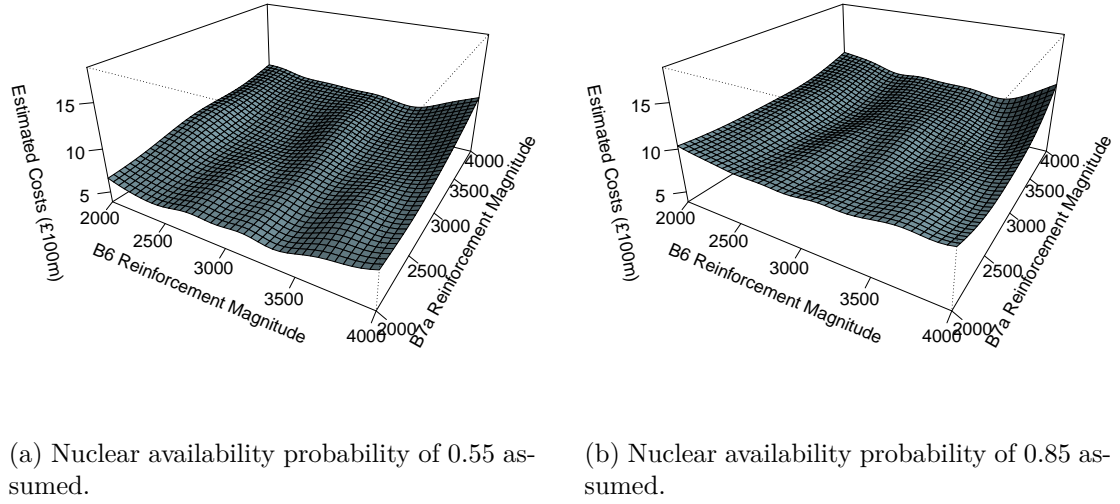 15
10
5
Estimated Costs (£100m)
2000
2500
3000
3500
4000
B6 Reinforcement Magnitude
2000
2500
3000
3500
4000
B7a Reinforcement Magnitude
15
10
5
Estimated Costs (£100m)
2000
2500
3000
3500
4000
B6 Reinforcement Magnitude
2000
2500
3000
3500
4000
B7a Reinforcement Magnitude
(a) Nuclear availability probability of 0.55 as-
sumed.
(b) Nuclear availability probability of 0.85 as-
sumed.